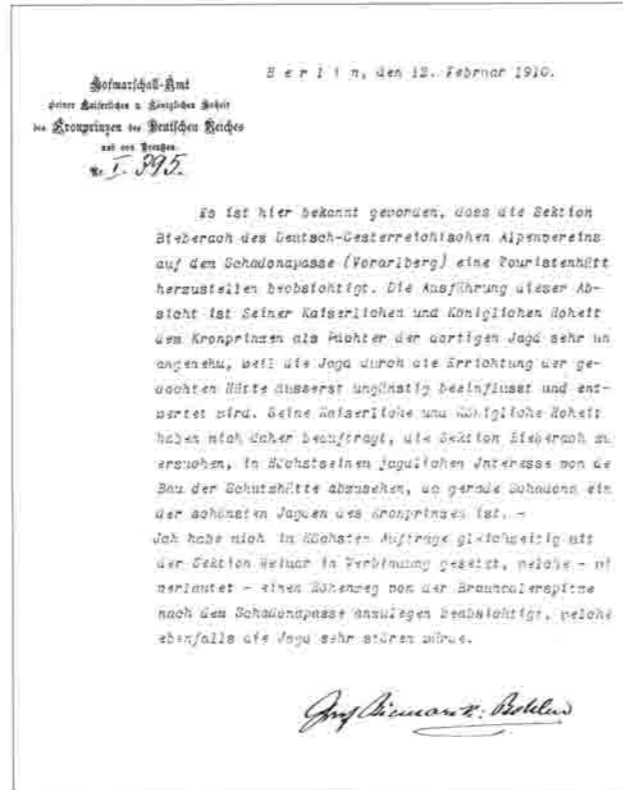 Berlin, den 12. Februar 1910.
Hofmarschall-Amt
Seiner Kaiserlichen u. Königlichen Hoheit
des Kronprinzen des Deutschen Reiches
und von Preußen.
Nr. I. 395.
Es ist hier bekannt geworden, dass die Sektion
Bieberach des Deutsch-Oesterreichischen Alpenvereins
auf dem Schadonapasse (Vorarlberg) eine Touristenhütt
herzustellen beabsichtigt. Die Ausführung dieser Ab-
sicht ist Seiner Kaiserlichen und Königlichen Hoheit
dem Kronprinzen als Pächter der dortigen Jagd sehr un
angenehm, weil die Jagd durch die Errichtung der ge-
dachten Hütte äusserst ungünstig beeinflusst und ent-
wertet wird. Seine Kaiserliche und Königliche Hoheit
haben mich daher beauftragt, die Sektion Bieberach zu
ersuchen, in Höchstseinem jagdlichen Interesse von de
Bau der Schutzhütte abzusehen, da gerade Schadona ein
der schönsten Jagden des Kronprinzen ist. -
Ich habe mich in Höchstem Auftrage gleichzeitig mit
der Sektion Weimar in Verbindung gesetzt, welche - wi
verlautet - einen Höhenweg von der Braunalerspitze
nach dem Schadonapasse anzulegen beabsichtigt, welche
ebenfalls die Jagd sehr stören würde.
Graf Bismarck-Bohlen